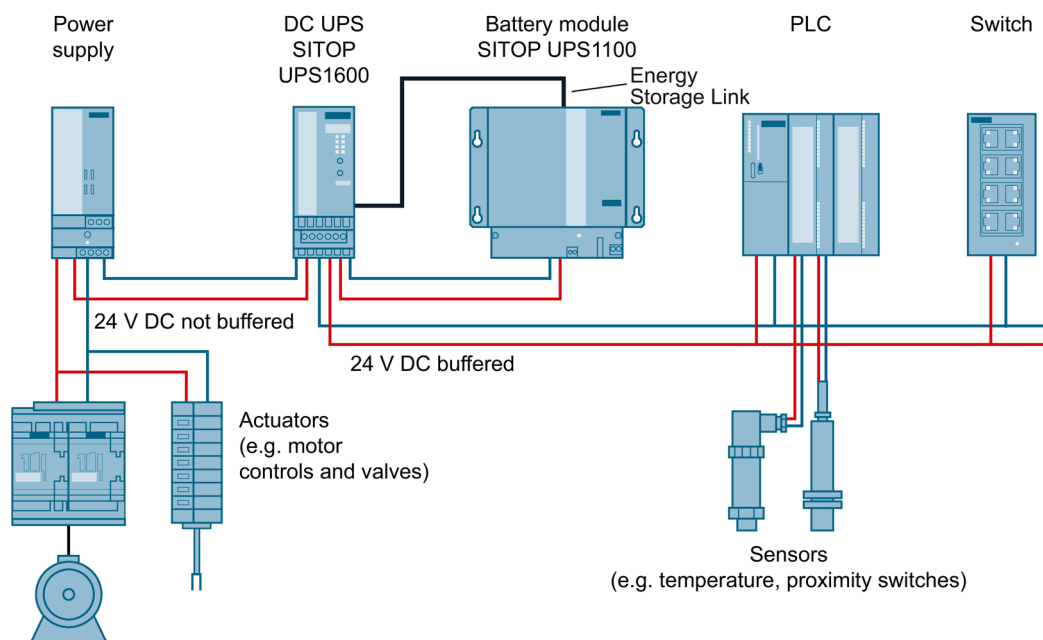 Power
supply
DC UPS
SITOP
UPS1600
Battery module
SITOP UPS1100
PLC
Switch
Energy
Storage Link
24 V DC not buffered
24 V DC buffered
Actuators
(e.g. motor
controls and valves)
Sensors
(e.g. temperature, proximity switches)